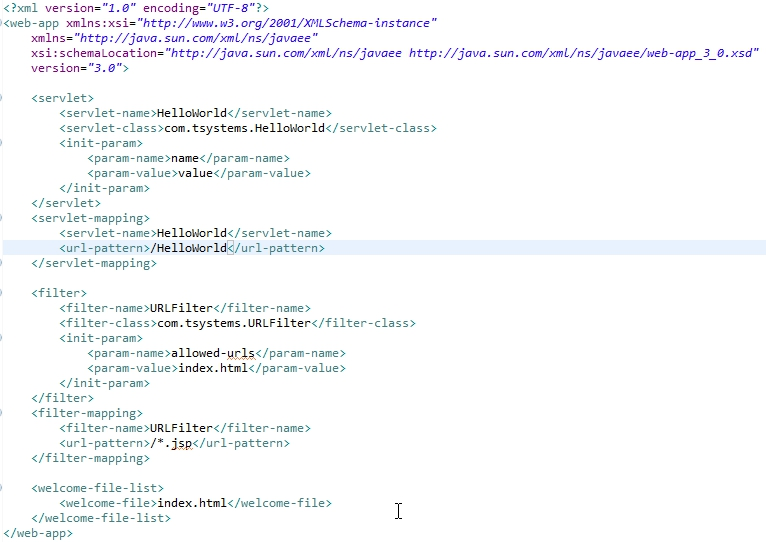 <?xml version="1.0" encoding="UTF-8"?>
<web-app xmlns:xsi="http://www.w3.org/2001/XMLSchema-instance"
    xmlns="http://java.sun.com/xml/ns/javaee"
    xsi:schemaLocation="http://java.sun.com/xml/ns/javaee http://java.sun.com/xml/ns/javaee/web-app_3_0.xsd"
    version="3.0">

    <servlet>
        <servlet-name>HelloWorld</servlet-name>
        <servlet-class>com.tsystems.HelloWorld</servlet-class>
        <init-param>
            <param-name>name</param-name>
            <param-value>value</param-value>
        </init-param>
    </servlet>
    <servlet-mapping>
        <servlet-name>HelloWorld</servlet-name>
        <url-pattern>/HelloWorld</url-pattern>
    </servlet-mapping>

    <filter>
        <filter-name>URLFilter</filter-name>
        <filter-class>com.tsystems.URLFilter</filter-class>
        <init-param>
            <param-name>allowed-urls</param-name>
            <param-value>index.html</param-value>
        </init-param>
    </filter>
    <filter-mapping>
        <filter-name>URLFilter</filter-name>
        <url-pattern>/*.jsp</url-pattern>
    </filter-mapping>

    <welcome-file-list>
        <welcome-file>index.html</welcome-file>
    </welcome-file-list>
</web-app>